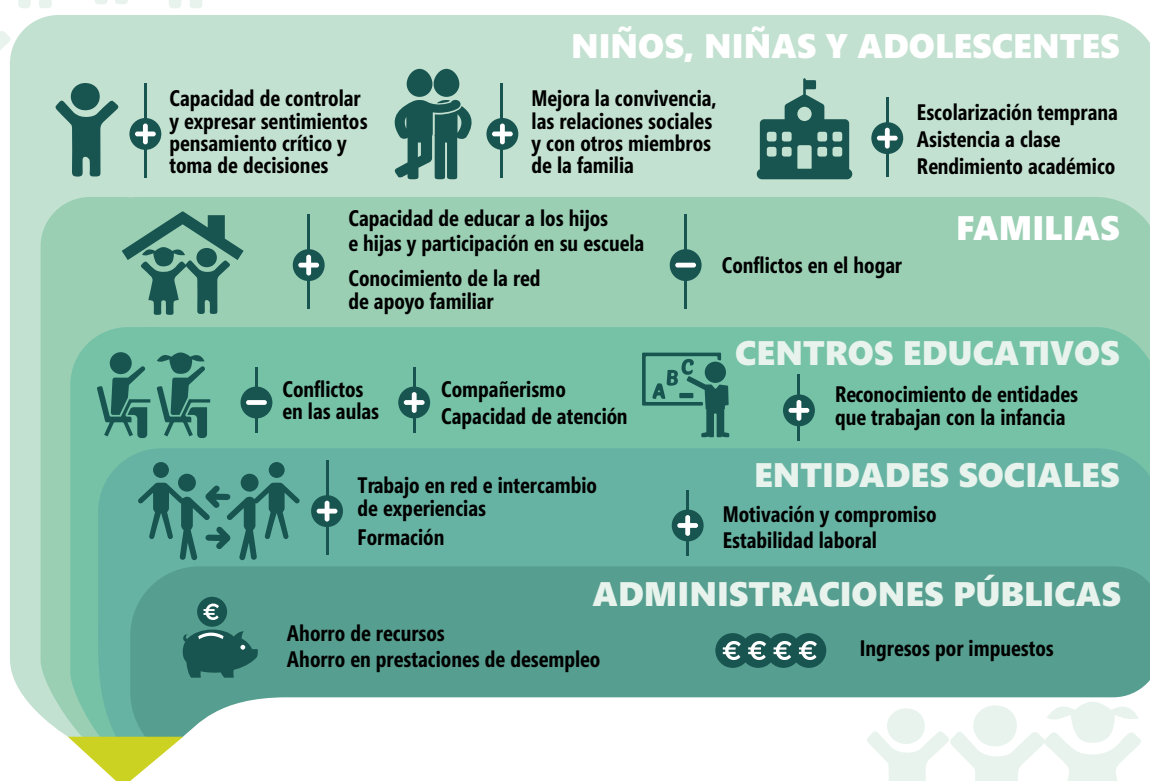 NIÑOS, NIÑAS Y ADOLESCENTES
+
Capacidad de controlar
y expresar sentimientos
pensamiento crítico y
toma de decisiones
+
Mejora la convivencia,
las relaciones sociales
y con otros miembros
de la familia
+
Escolarización temprana
Asistencia a clase
Rendimiento académico
FAMILIAS
+
Capacidad de educar a los hijos
e hijas y participación en su escuela
Conocimiento de la red
de apoyo familiar
−
Conflictos en el hogar
CENTROS EDUCATIVOS
−
Conflictos
en las aulas
+
Compañerismo
Capacidad de atención
A B C
+
Reconocimiento de entidades
que trabajan con la infancia
ENTIDADES SOCIALES
+
Trabajo en red e intercambio
de experiencias
Formación
+
Motivación y compromiso
Estabilidad laboral
ADMINISTRACIONES PÚBLICAS
€
Ahorro de recursos
Ahorro en prestaciones de desempleo
€ € € €
Ingresos por impuestos